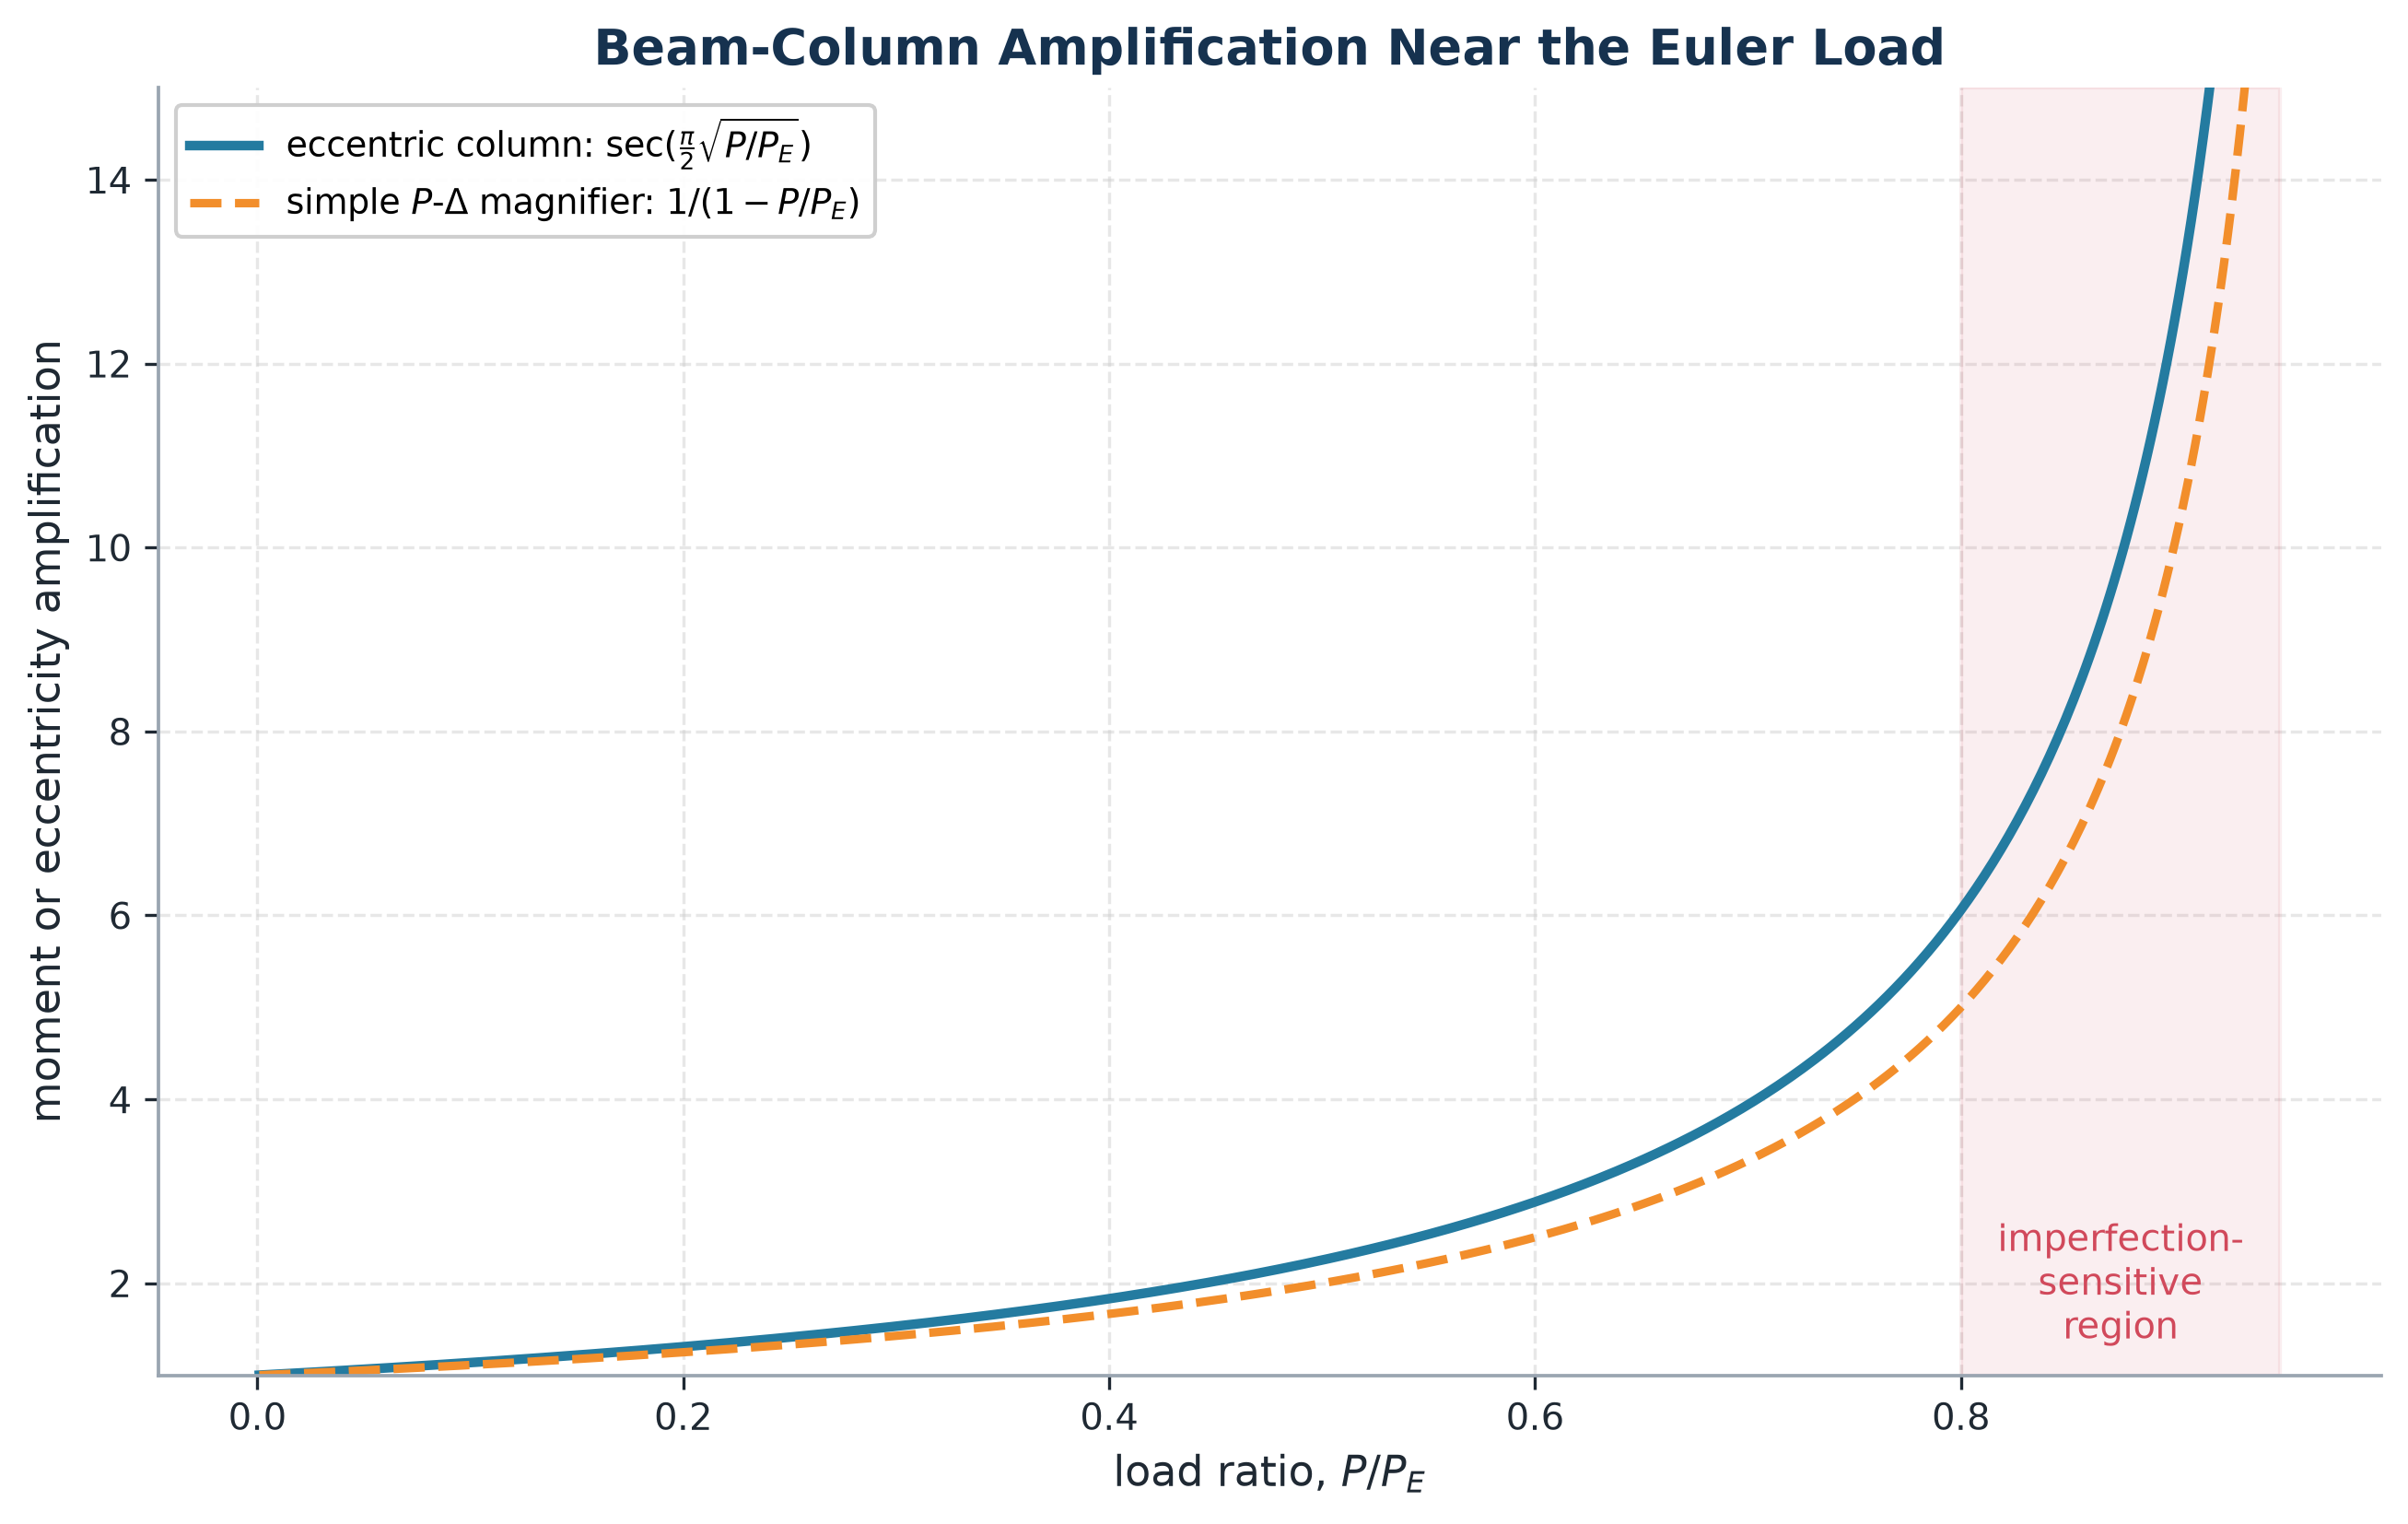 Beam-Column Amplification Near the Euler Load
eccentric column: sec(π/2 √P/P_E)
simple P-Δ magnifier: 1/(1 − P/P_E)
moment or eccentricity amplification
14
12
10
8
6
4
2
imperfection-
sensitive
region
0.0 0.2 0.4 0.6 0.8
load ratio, P/P_E